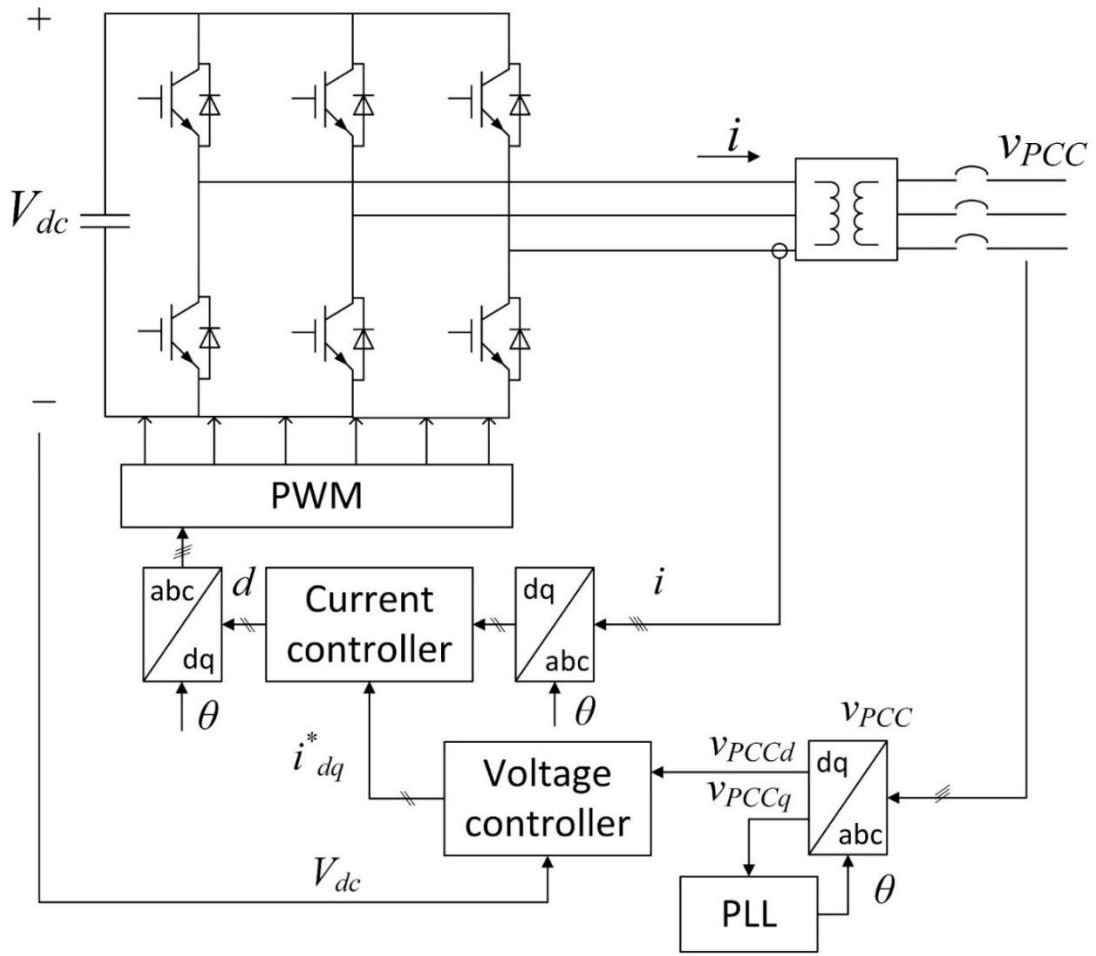 +
i
v_PCC
V_dc
−
PWM
abc
dq
d
Current
controller
dq
abc
i
θ
θ
i*_dq
Voltage
controller
v_PCCd
v_PCCq
v_PCC
dq
abc
V_dc
PLL
θ